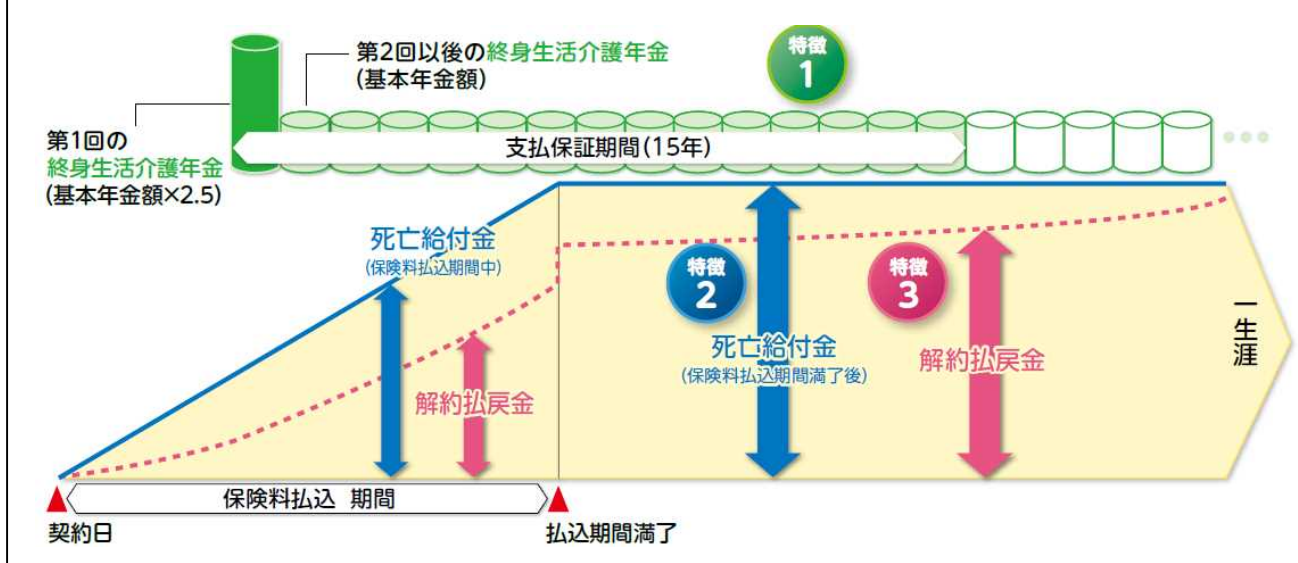 第2回以後の終身生活介護年金
(基本年金額)
特徴
1
第1回の
終身生活介護年金
(基本年金額×2.5)
支払保証期間(15年)
死亡給付金
(保険料払込期間中)
解約払戻金
特徴
2
死亡給付金
(保険料払込期間満了後)
特徴
3
解約払戻金
一生涯
保険料払込 期間
契約日
払込期間満了